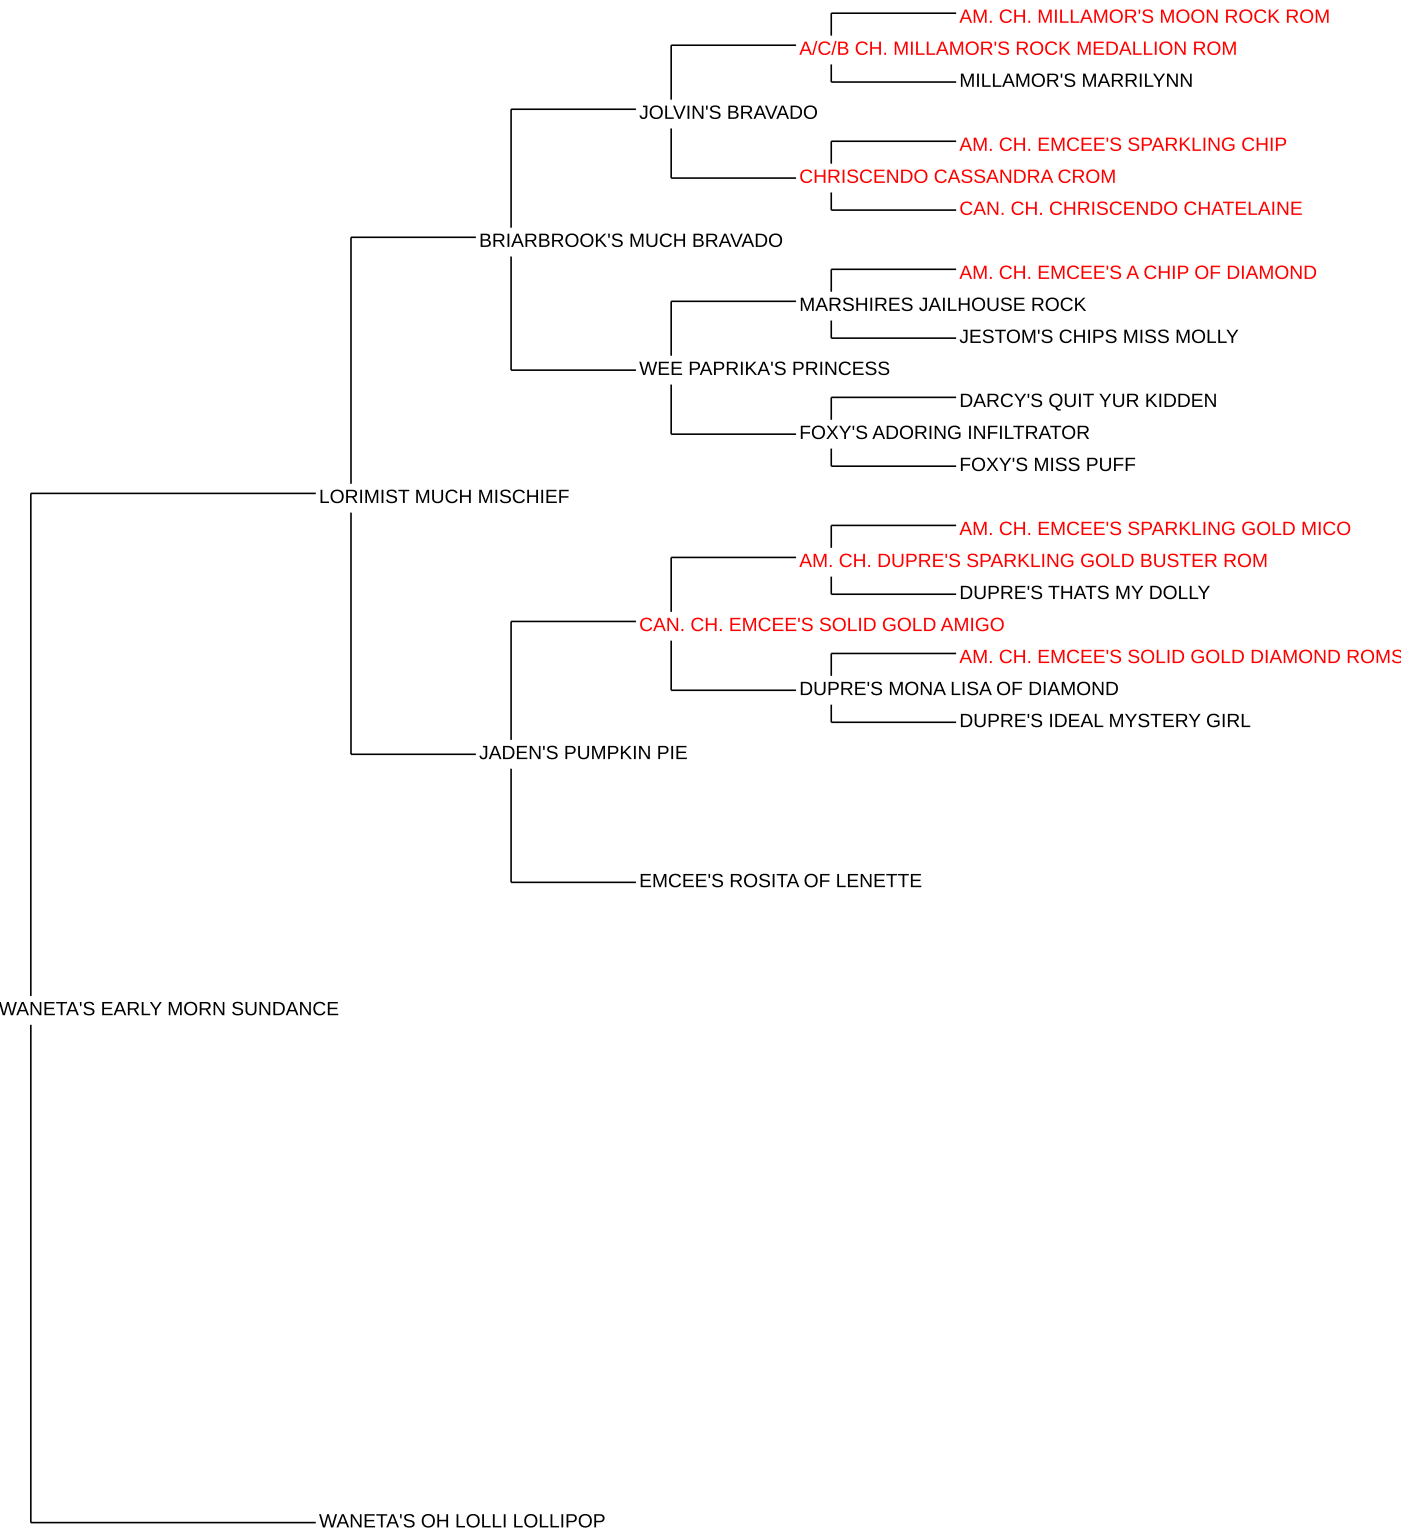 AM. CH. MILLAMOR'S MOON ROCK ROM
A/C/B CH. MILLAMOR'S ROCK MEDALLION ROM
MILLAMOR'S MARRILYNN
JOLVIN'S BRAVADO
AM. CH. EMCEE'S SPARKLING CHIP
CHRISCENDO CASSANDRA CROM
CAN. CH. CHRISCENDO CHATELAINE
BRIARBROOK'S MUCH BRAVADO
AM. CH. EMCEE'S A CHIP OF DIAMOND
MARSHIRES JAILHOUSE ROCK
JESTOM'S CHIPS MISS MOLLY
WEE PAPRIKA'S PRINCESS
DARCY'S QUIT YUR KIDDEN
FOXY'S ADORING INFILTRATOR
FOXY'S MISS PUFF
LORIMIST MUCH MISCHIEF
AM. CH. EMCEE'S SPARKLING GOLD MICO
AM. CH. DUPRE'S SPARKLING GOLD BUSTER ROM
DUPRE'S THATS MY DOLLY
CAN. CH. EMCEE'S SOLID GOLD AMIGO
AM. CH. EMCEE'S SOLID GOLD DIAMOND ROMS
DUPRE'S MONA LISA OF DIAMOND
DUPRE'S IDEAL MYSTERY GIRL
JADEN'S PUMPKIN PIE
EMCEE'S ROSITA OF LENETTE
WANETA'S EARLY MORN SUNDANCE
WANETA'S OH LOLLI LOLLIPOP